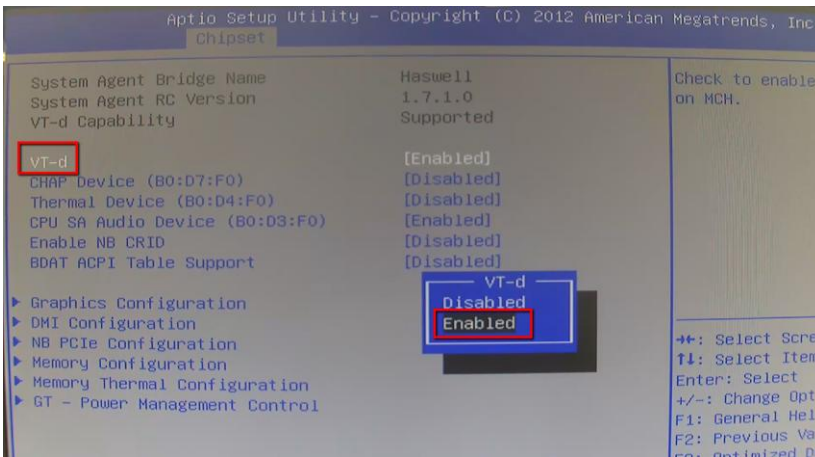 Aptio Setup Utility – Copyright (C) 2012 American Megatrends, Inc
Chipset
System Agent Bridge Name Haswell
System Agent RC Version 1.7.1.0
VT-d Capability Supported
VT-d [Enabled]
CHAP Device (B0:D7:F0) [Disabled]
Thermal Device (B0:D4:F0) [Disabled]
CPU SA Audio Device (B0:D3:F0) [Enabled]
Enable NB CRID [Disabled]
BDAT ACPI Table Support [Disabled]
Graphics Configuration
DMI Configuration
NB PCIe Configuration
Memory Configuration
Memory Thermal Configuration
GT – Power Management Control
VT-d
Disabled
Enabled
Check to enable
on MCH.
→←: Select Scre
↑↓: Select Item
Enter: Select
+/-: Change Opt
F1: General Hel
F2: Previous Va
F3: Optimized D